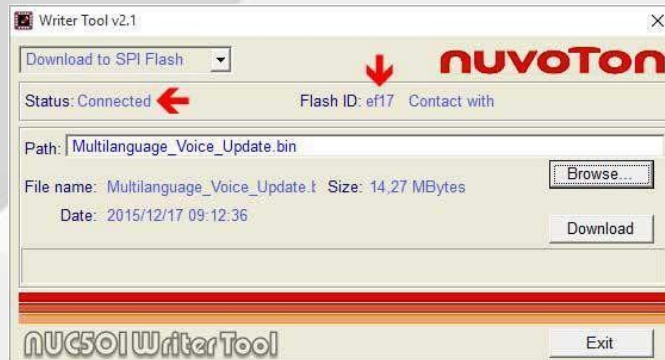 Writer Tool v2.1
Download to SPI Flash
nuvoTon
Status: Connected Flash ID: ef17 Contact with
Path: Multilanguage_Voice_Update.bin
Browse...
File name: Multilanguage_Voice_Update.t Size: 14,27 MBytes
Date: 2015/12/17 09:12:36
Download
NUC501 Writer Tool
Exit